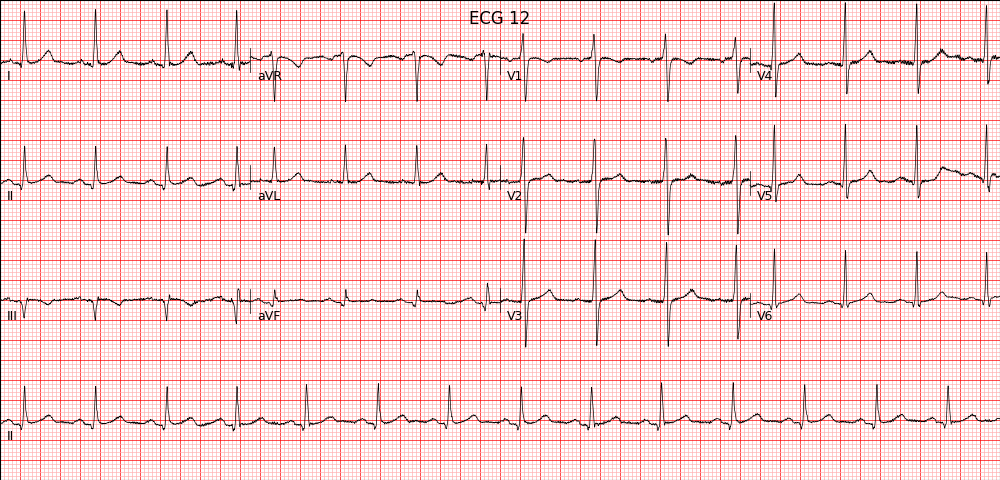 ECG 12
I aVR V1 V4
II aVL V2 V5
III aVF V3 V6
II